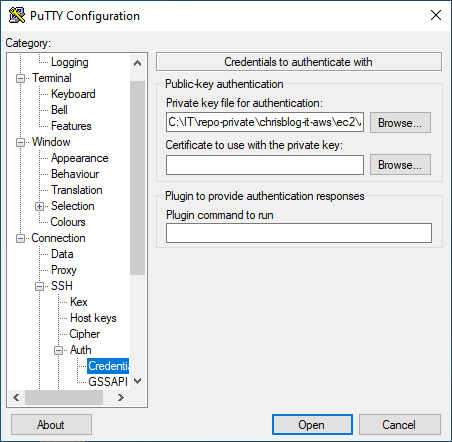 PuTTY Configuration
Category:
Logging
Terminal
Keyboard
Bell
Features
Window
Appearance
Behaviour
Translation
Selection
Colours
Connection
Data
Proxy
SSH
Kex
Host keys
Cipher
Auth
Credentia
GSSAPI
Credentials to authenticate with
Public-key authentication
Private key file for authentication:
C:\IT\repo-private\chrisblog-it-aws\ec2\
Browse...
Certificate to use with the private key:
Browse...
Plugin to provide authentication responses
Plugin command to run
About
Open
Cancel